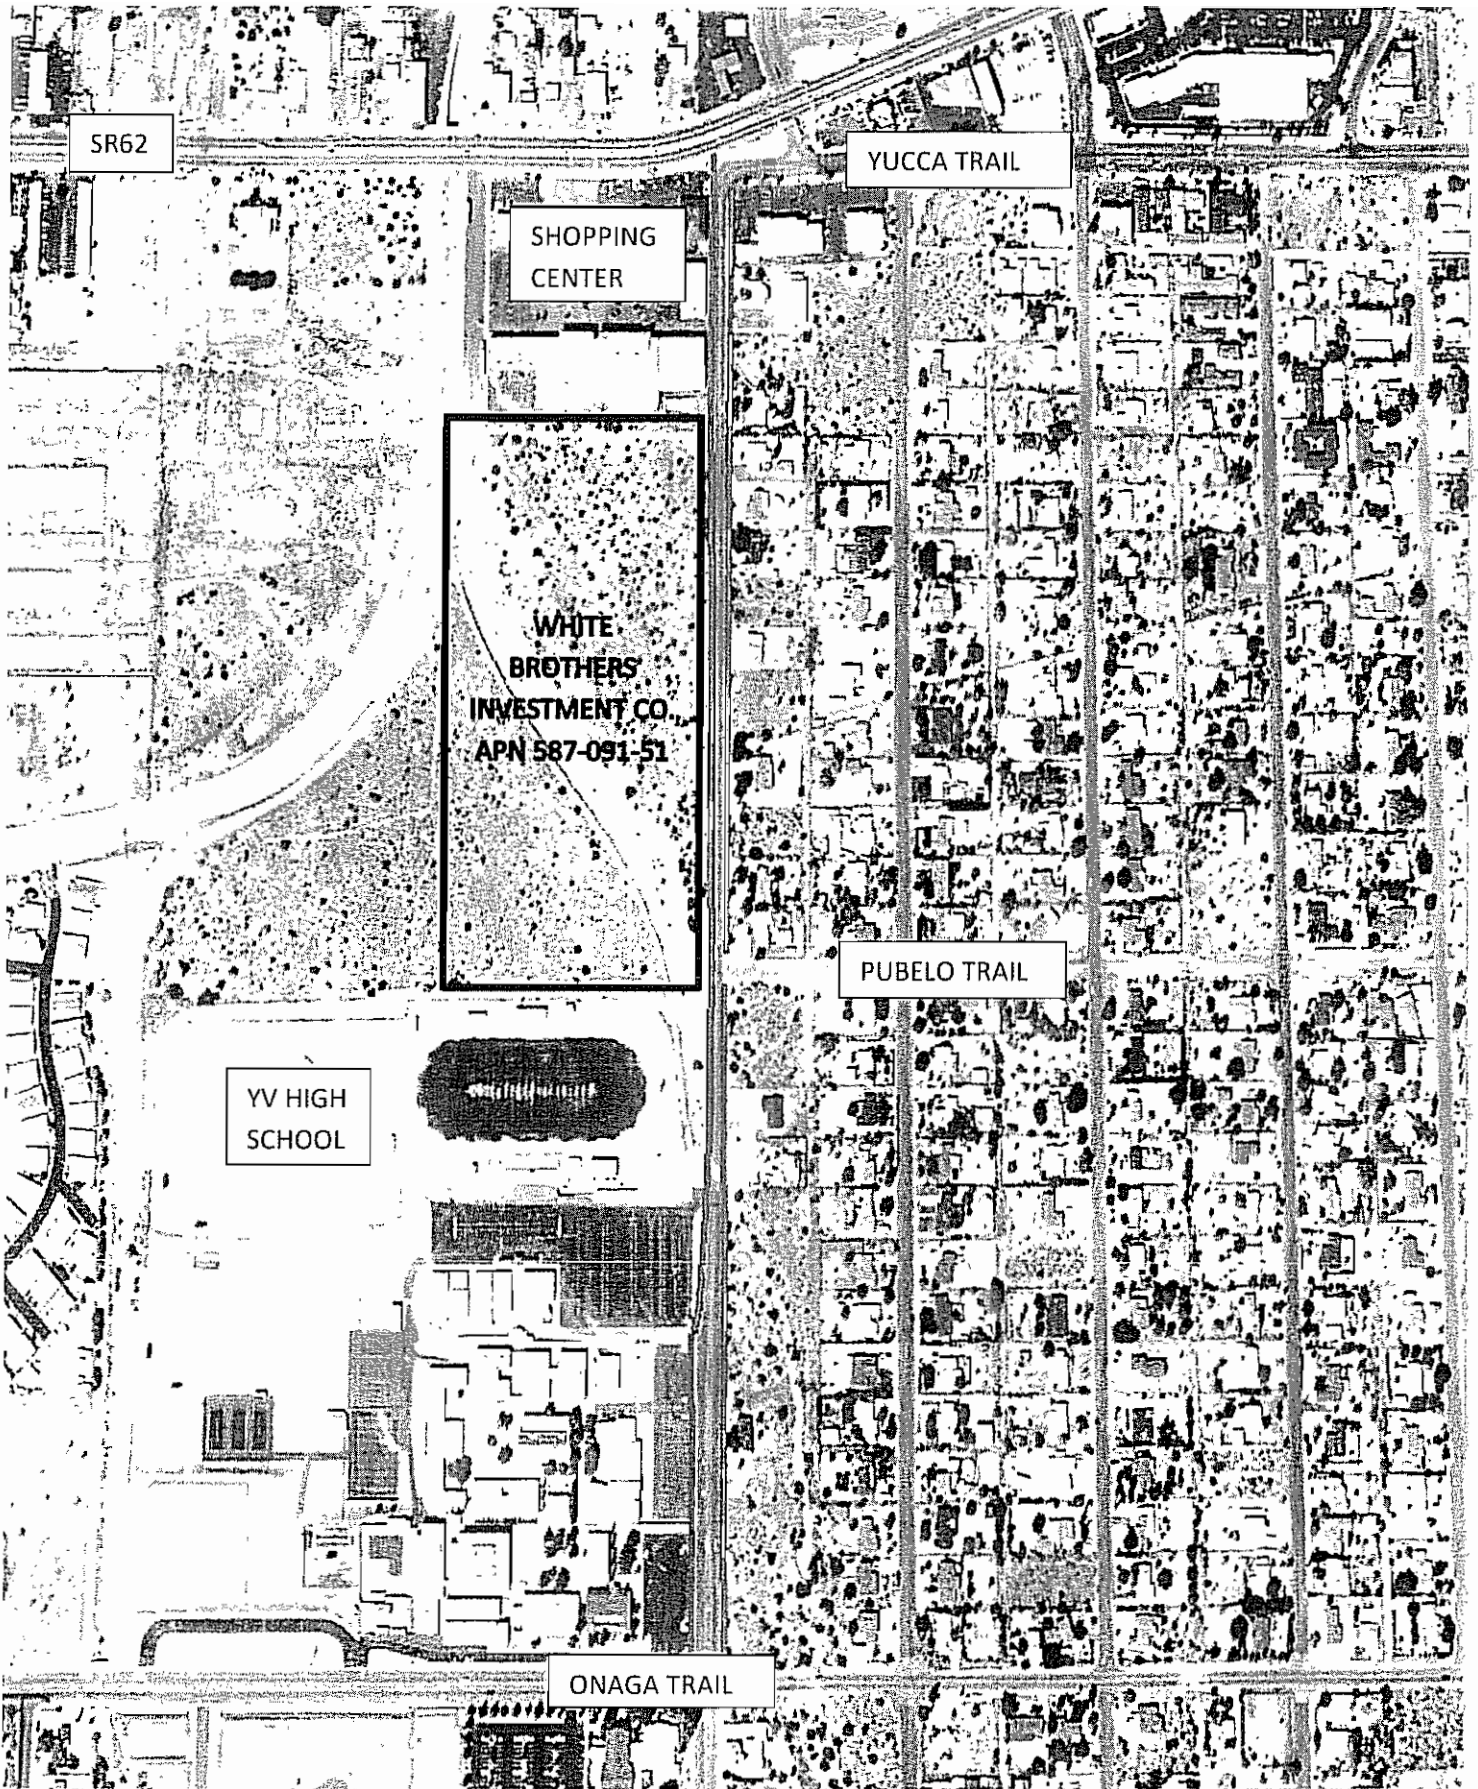 SR62
YUCCA TRAIL
SHOPPING
CENTER
WHITE
BROTHERS
INVESTMENT CO.
APN 587-091-51
PUBELO TRAIL
YV HIGH
SCHOOL
ONAGA TRAIL